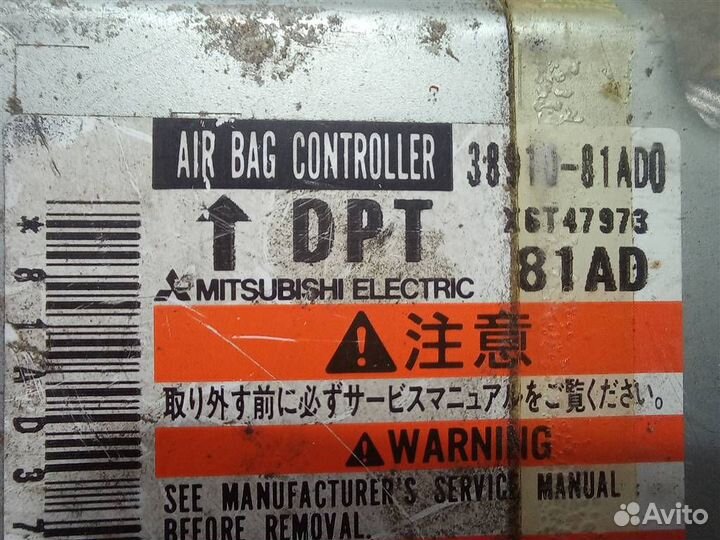 AIR BAG CONTROLLER 38910-81AD0
DPT X6T47973
MITSUBISHI ELECTRIC 81AD
注意
取り外す前に必ずサービスマニュアルをご覧ください。
WARNING
SEE MANUFACTURER'S SERVICE MANUAL
BEFORE REMOVAL.
*81AD37
Avito